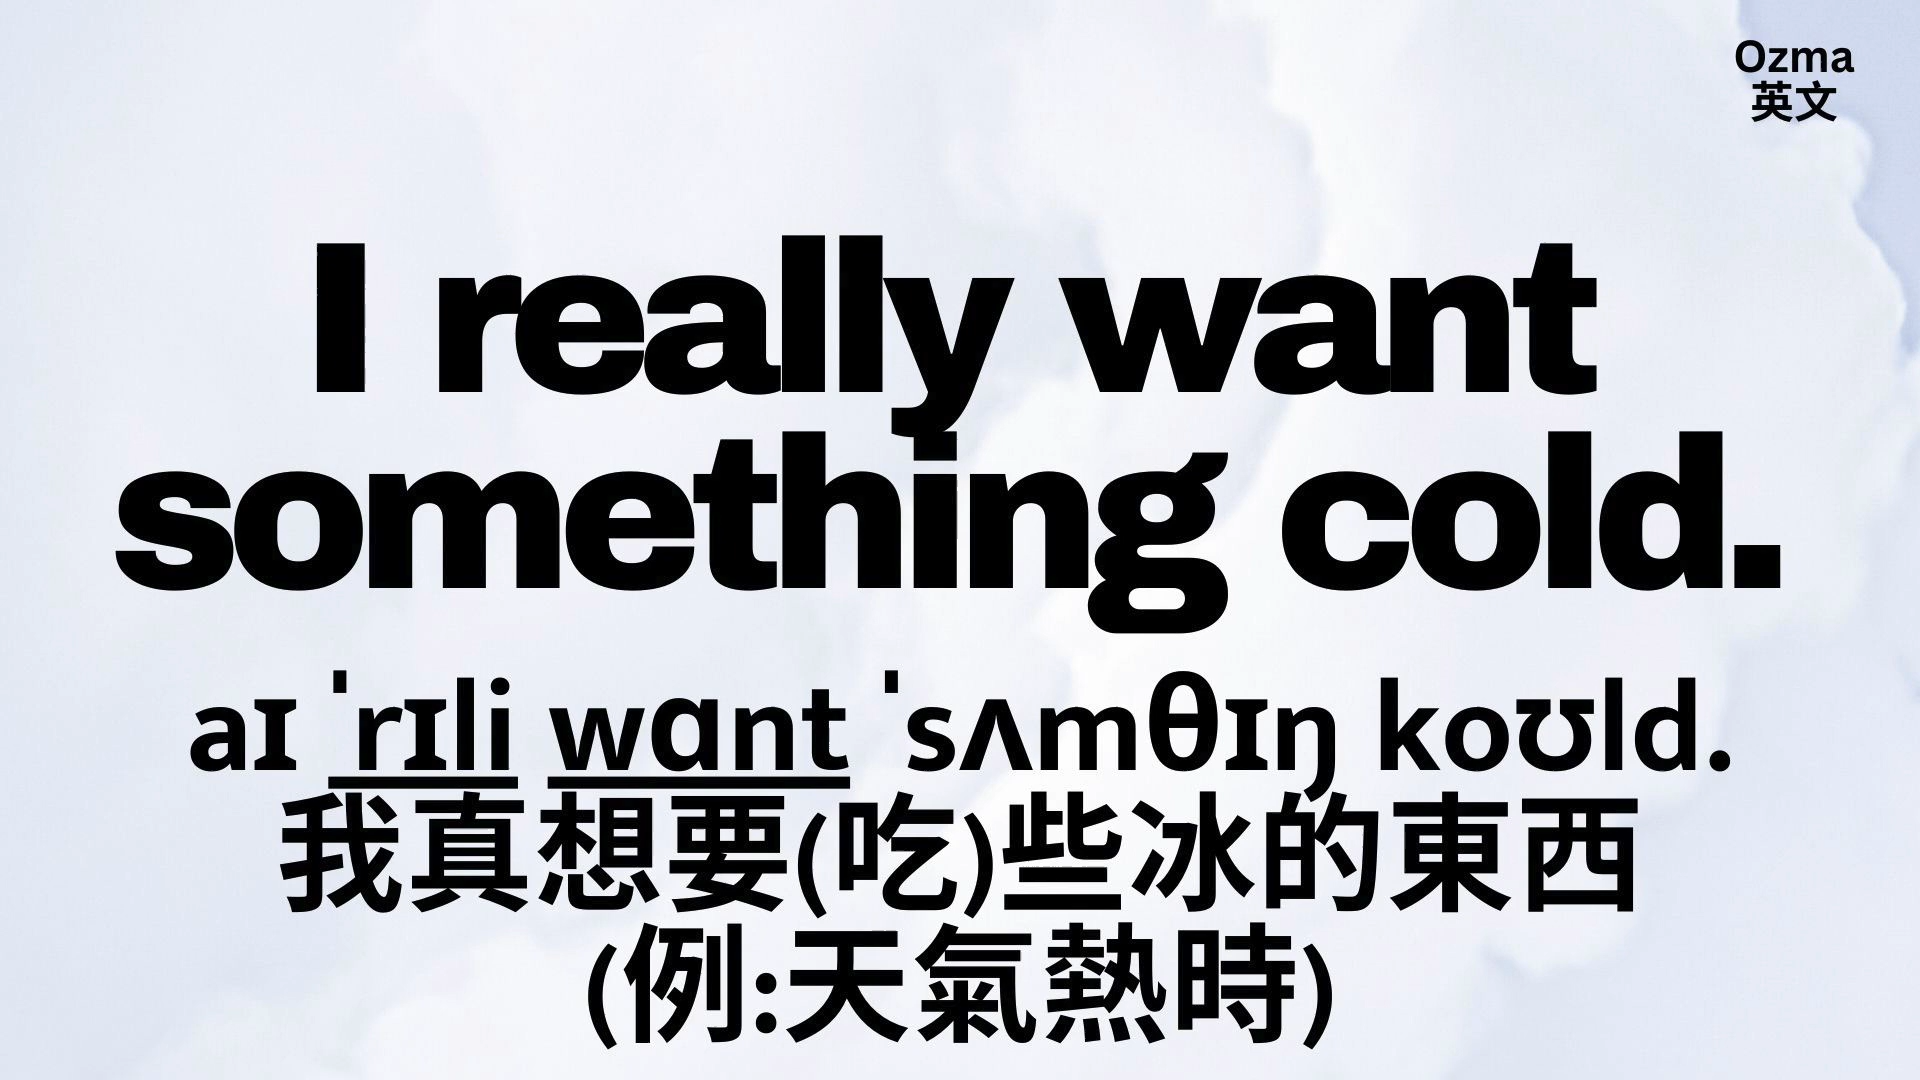 Ozma
英文
I really want
something cold.
aɪ ˈrɪli wɑnt ˈsʌmθɪŋ koʊld.
我真想要(吃)些冰的東西
(例:天氣熱時)